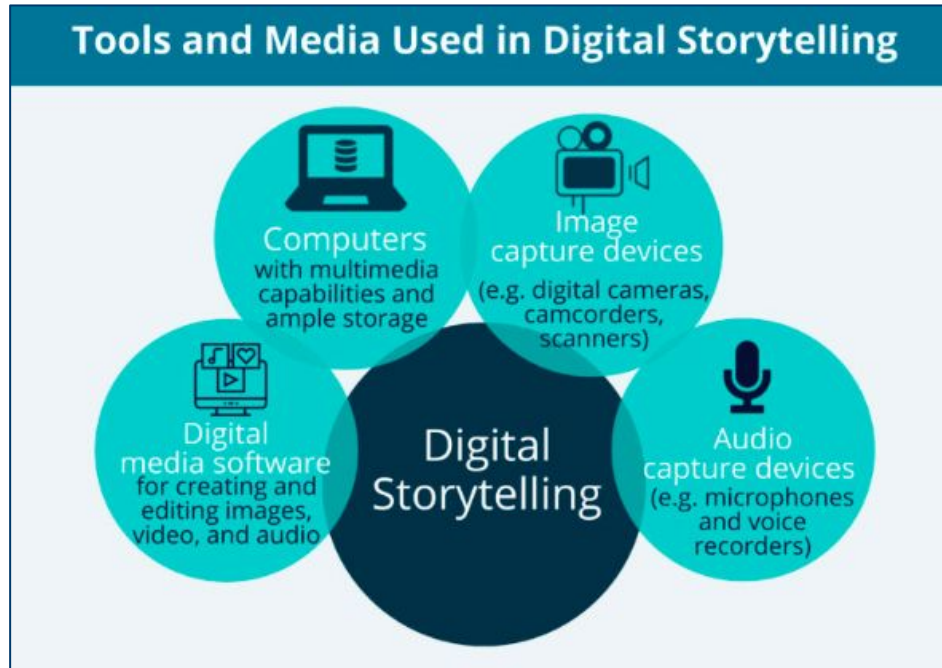 Tools and Media Used in Digital Storytelling
Computers
with multimedia
capabilities and
ample storage
Image
capture devices
(e.g. digital cameras,
camcorders,
scanners)
Digital
media software
for creating and
editing images,
video, and audio
Digital
Storytelling
Audio
capture devices
(e.g. microphones
and voice
recorders)